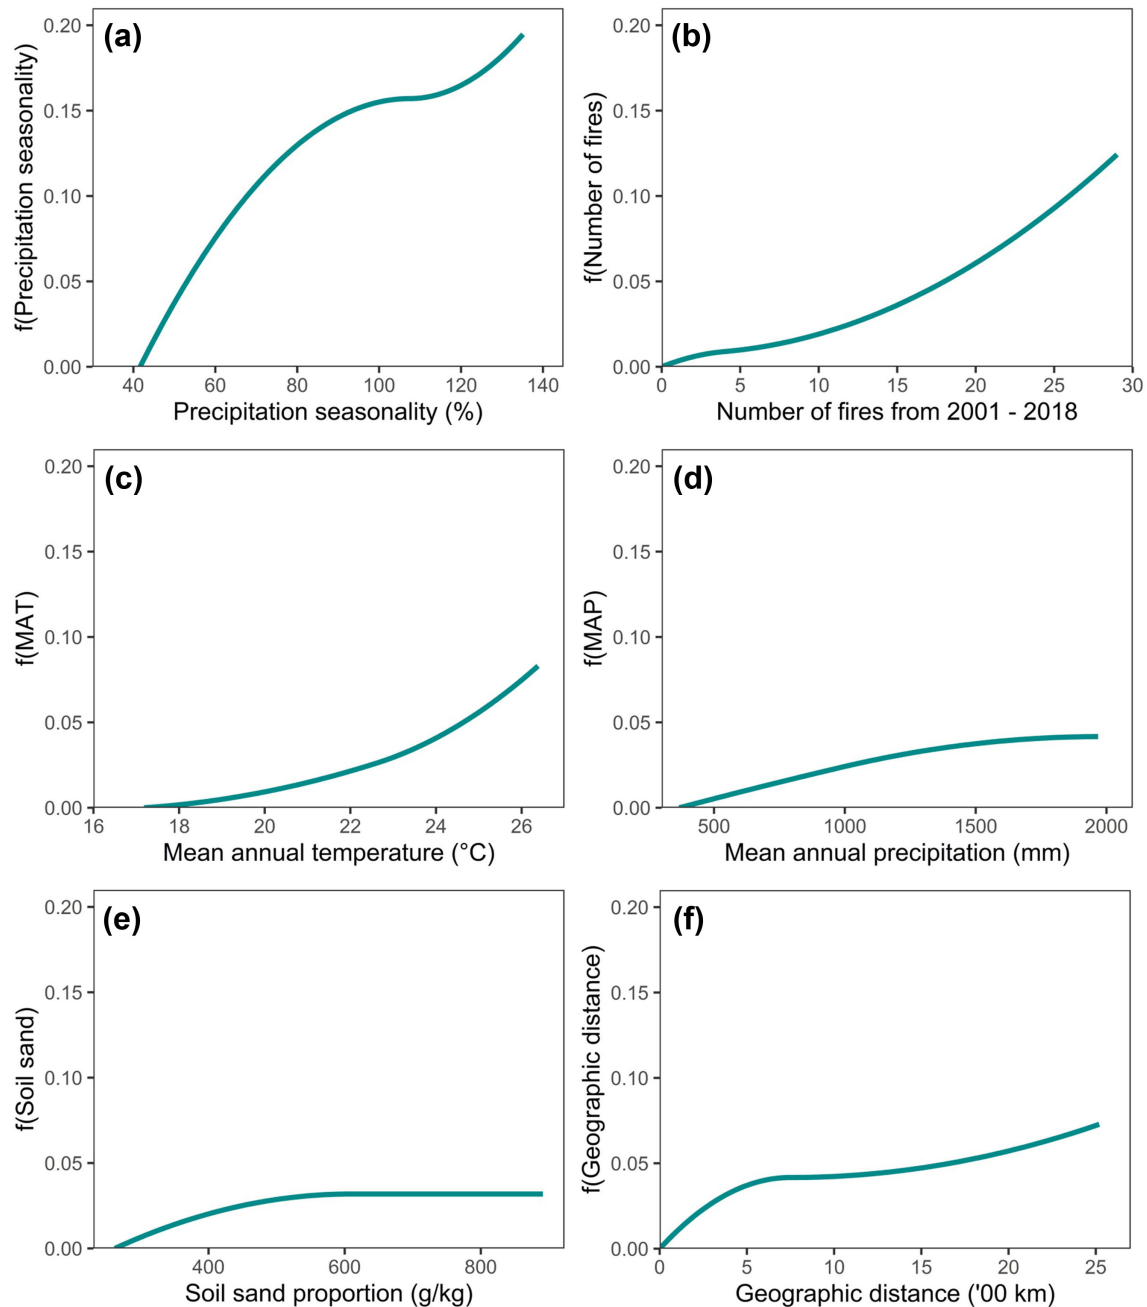 (a)
f(Precipitation seasonality)
0.20
0.15
0.10
0.05
0.00
40 60 80 100 120 140
Precipitation seasonality (%)
(b)
f(Number of fires)
0.20
0.15
0.10
0.05
0.00
0 5 10 15 20 25 30
Number of fires from 2001 - 2018
(c)
f(MAT)
0.20
0.15
0.10
0.05
0.00
16 18 20 22 24 26
Mean annual temperature (°C)
(d)
f(MAP)
0.20
0.15
0.10
0.05
0.00
500 1000 1500 2000
Mean annual precipitation (mm)
(e)
f(Soil sand)
0.20
0.15
0.10
0.05
0.00
400 600 800
Soil sand proportion (g/kg)
(f)
f(Geographic distance)
0.20
0.15
0.10
0.05
0.00
0 5 10 15 20 25
Geographic distance ('00 km)